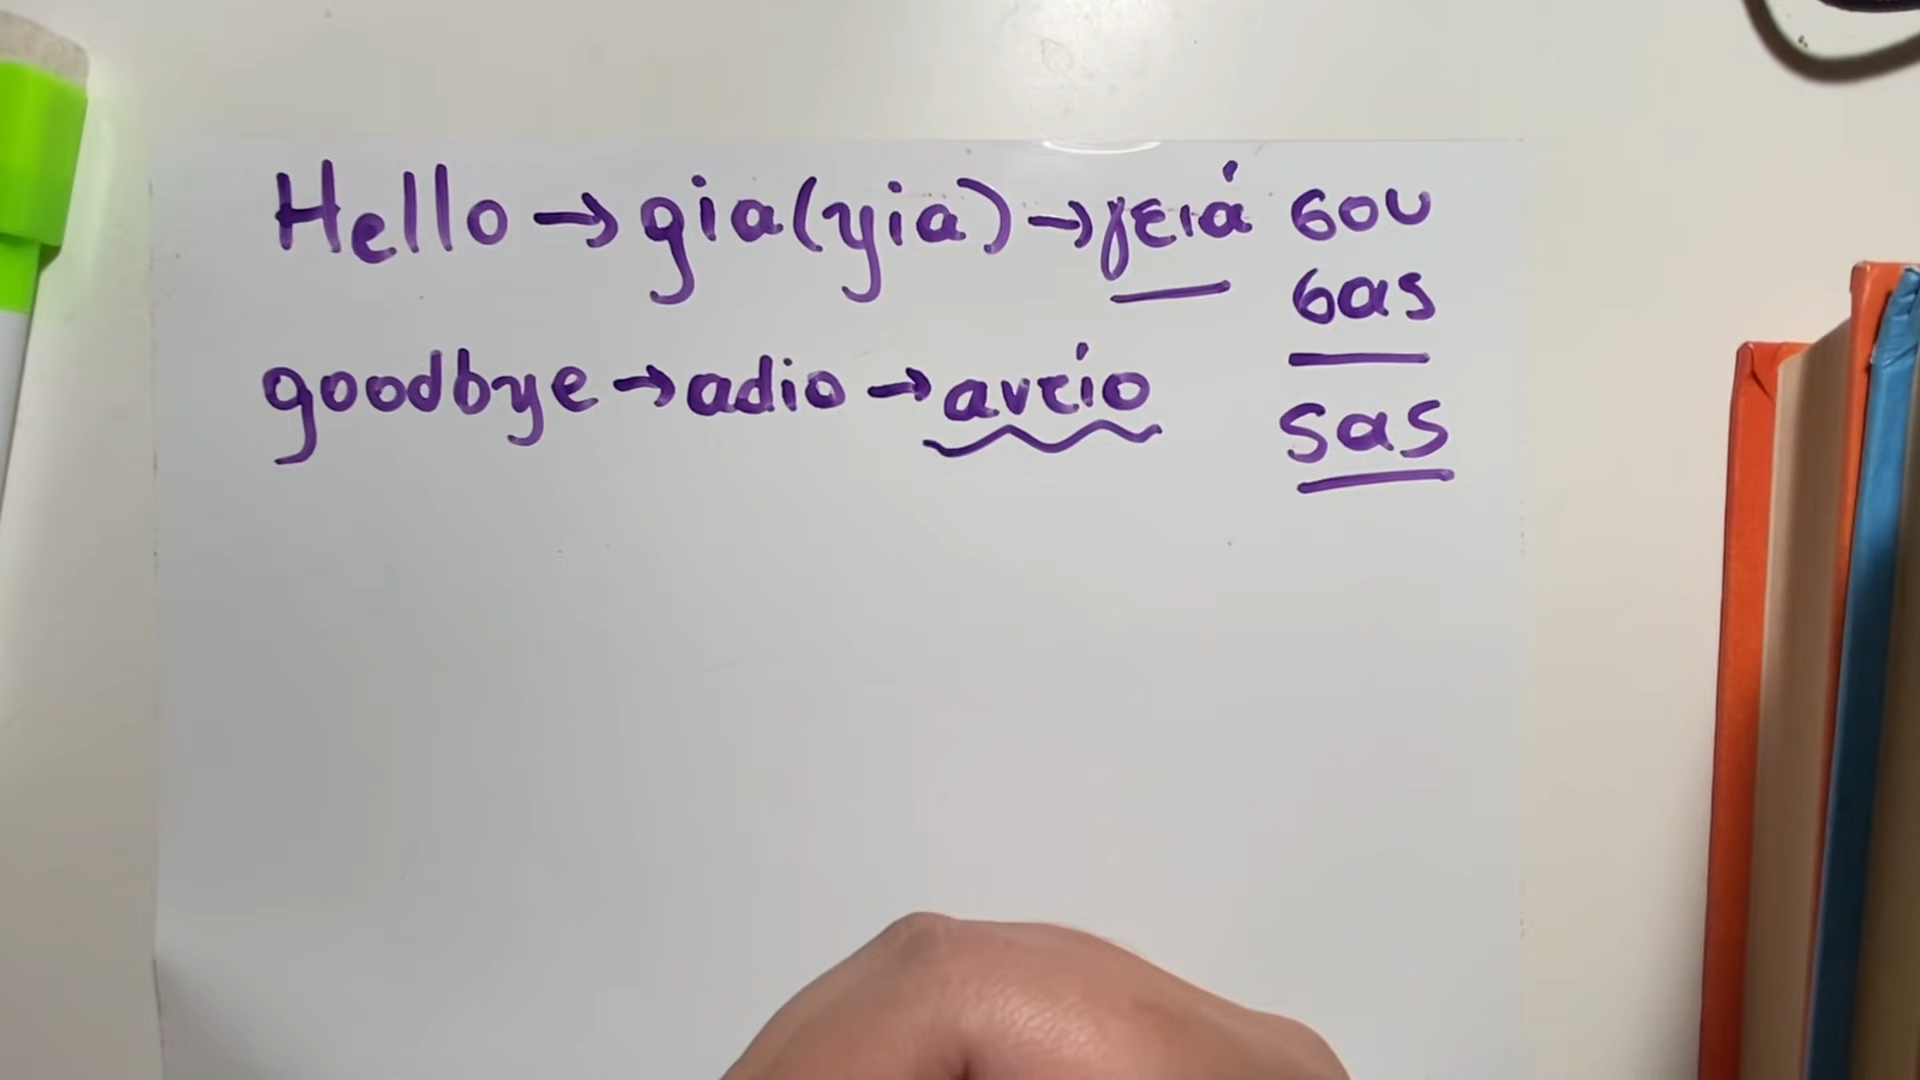 Hello → gia (yia) → γειά σου
σας
goodbye → adio → αντίο
sas